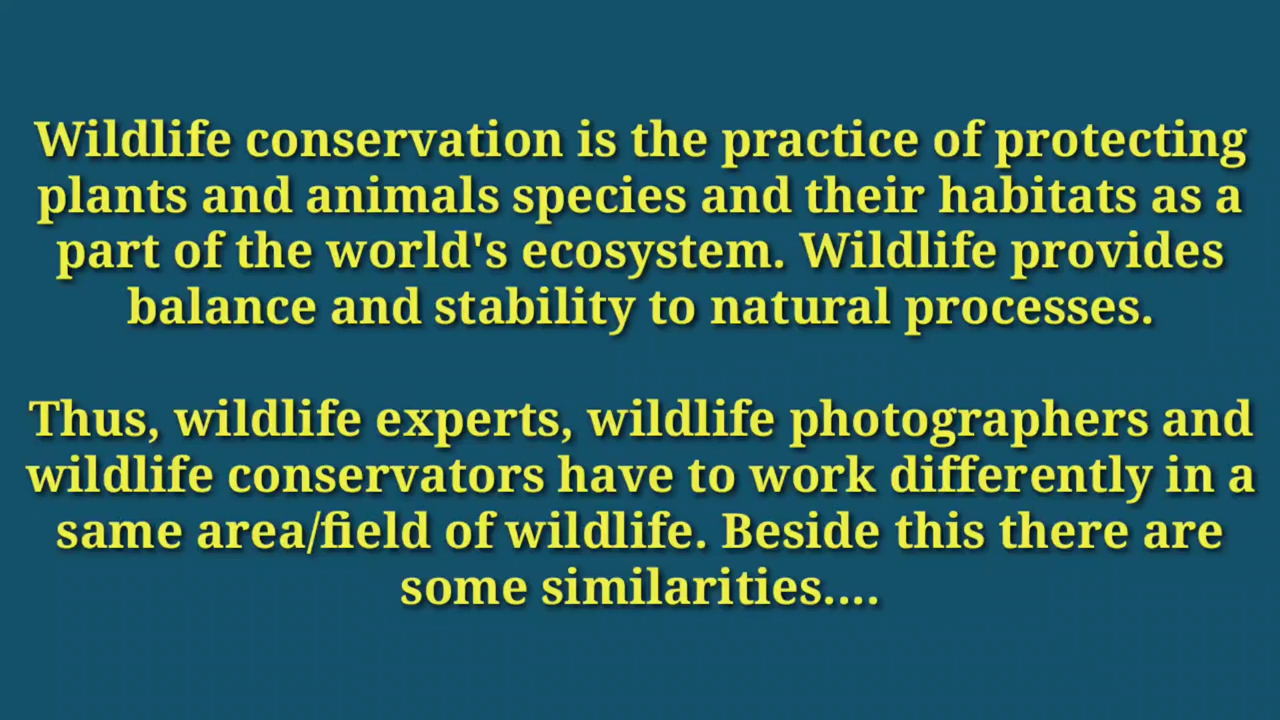 Wildlife conservation is the practice of protecting
plants and animals species and their habitats as a
part of the world's ecosystem. Wildlife provides
balance and stability to natural processes.
Thus, wildlife experts, wildlife photographers and
wildlife conservators have to work differently in a
same area/field of wildlife. Beside this there are
some similarities....